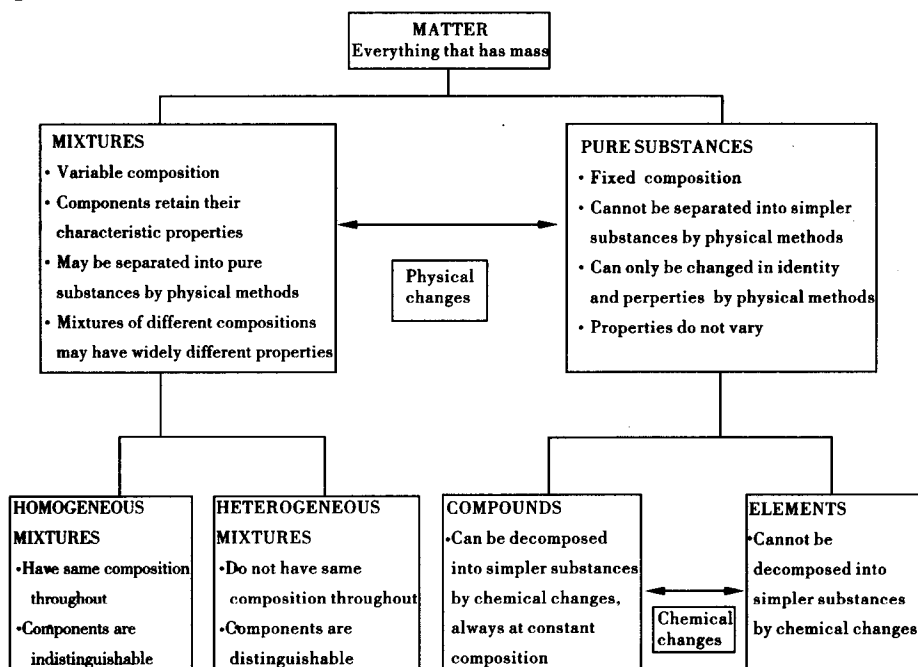 MATTER
Everything that has mass
MIXTURES
• Variable composition
• Components retain their
characteristic properties
• May be separated into pure
substances by physical methods
• Mixtures of different compositions
may have widely different properties
Physical
changes
PURE SUBSTANCES
• Fixed composition
• Cannot be separated into simpler
substances by physical methods
• Can only be changed in identity
and perperties by physical methods
• Properties do not vary
HOMOGENEOUS
MIXTURES
•Have same composition
throughout
•Components are
indistinguishable
HETEROGENEOUS
MIXTURES
•Do not have same
composition throughout
•Components are
distinguishable
COMPOUNDS
•Can be decomposed
into simpler substances
by chemical changes,
always at constant
composition
Chemical
changes
ELEMENTS
•Cannot be
decomposed into
simpler substances
by chemical changes